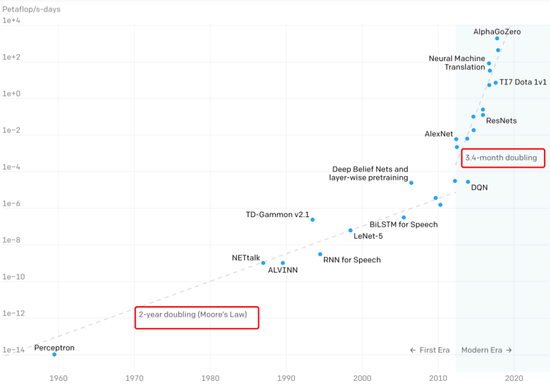 Petaflop/s-days
1e+4
AlphaGoZero
1e+2
Neural Machine
Translation
TI7 Dota 1v1
1e+0
ResNets
1e-2
AlexNet
3.4-month doubling
1e-4
Deep Belief Nets and
layer-wise pretraining
DQN
1e-6
TD-Gammon v2.1
BiLSTM for Speech
LeNet-5
1e-8
NETtalk
RNN for Speech
ALVINN
1e-10
2-year doubling (Moore's Law)
1e-12
1e-14
Perceptron
← First Era
Modern Era →
1960
1970
1980
1990
2000
2010
2020